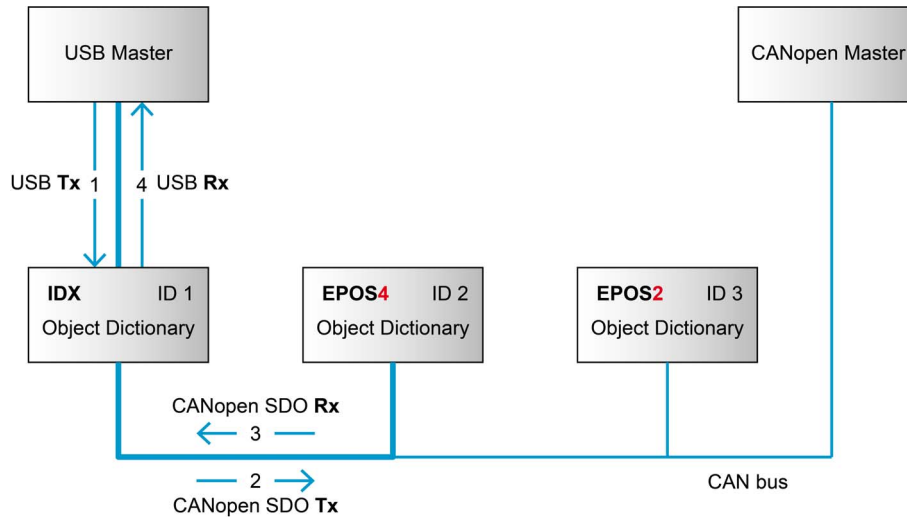 USB Master
CANopen Master
USB Tx 1 4 USB Rx
IDX ID 1
Object Dictionary
EPOS4 ID 2
Object Dictionary
EPOS2 ID 3
Object Dictionary
CANopen SDO Rx
3
2
CANopen SDO Tx
CAN bus